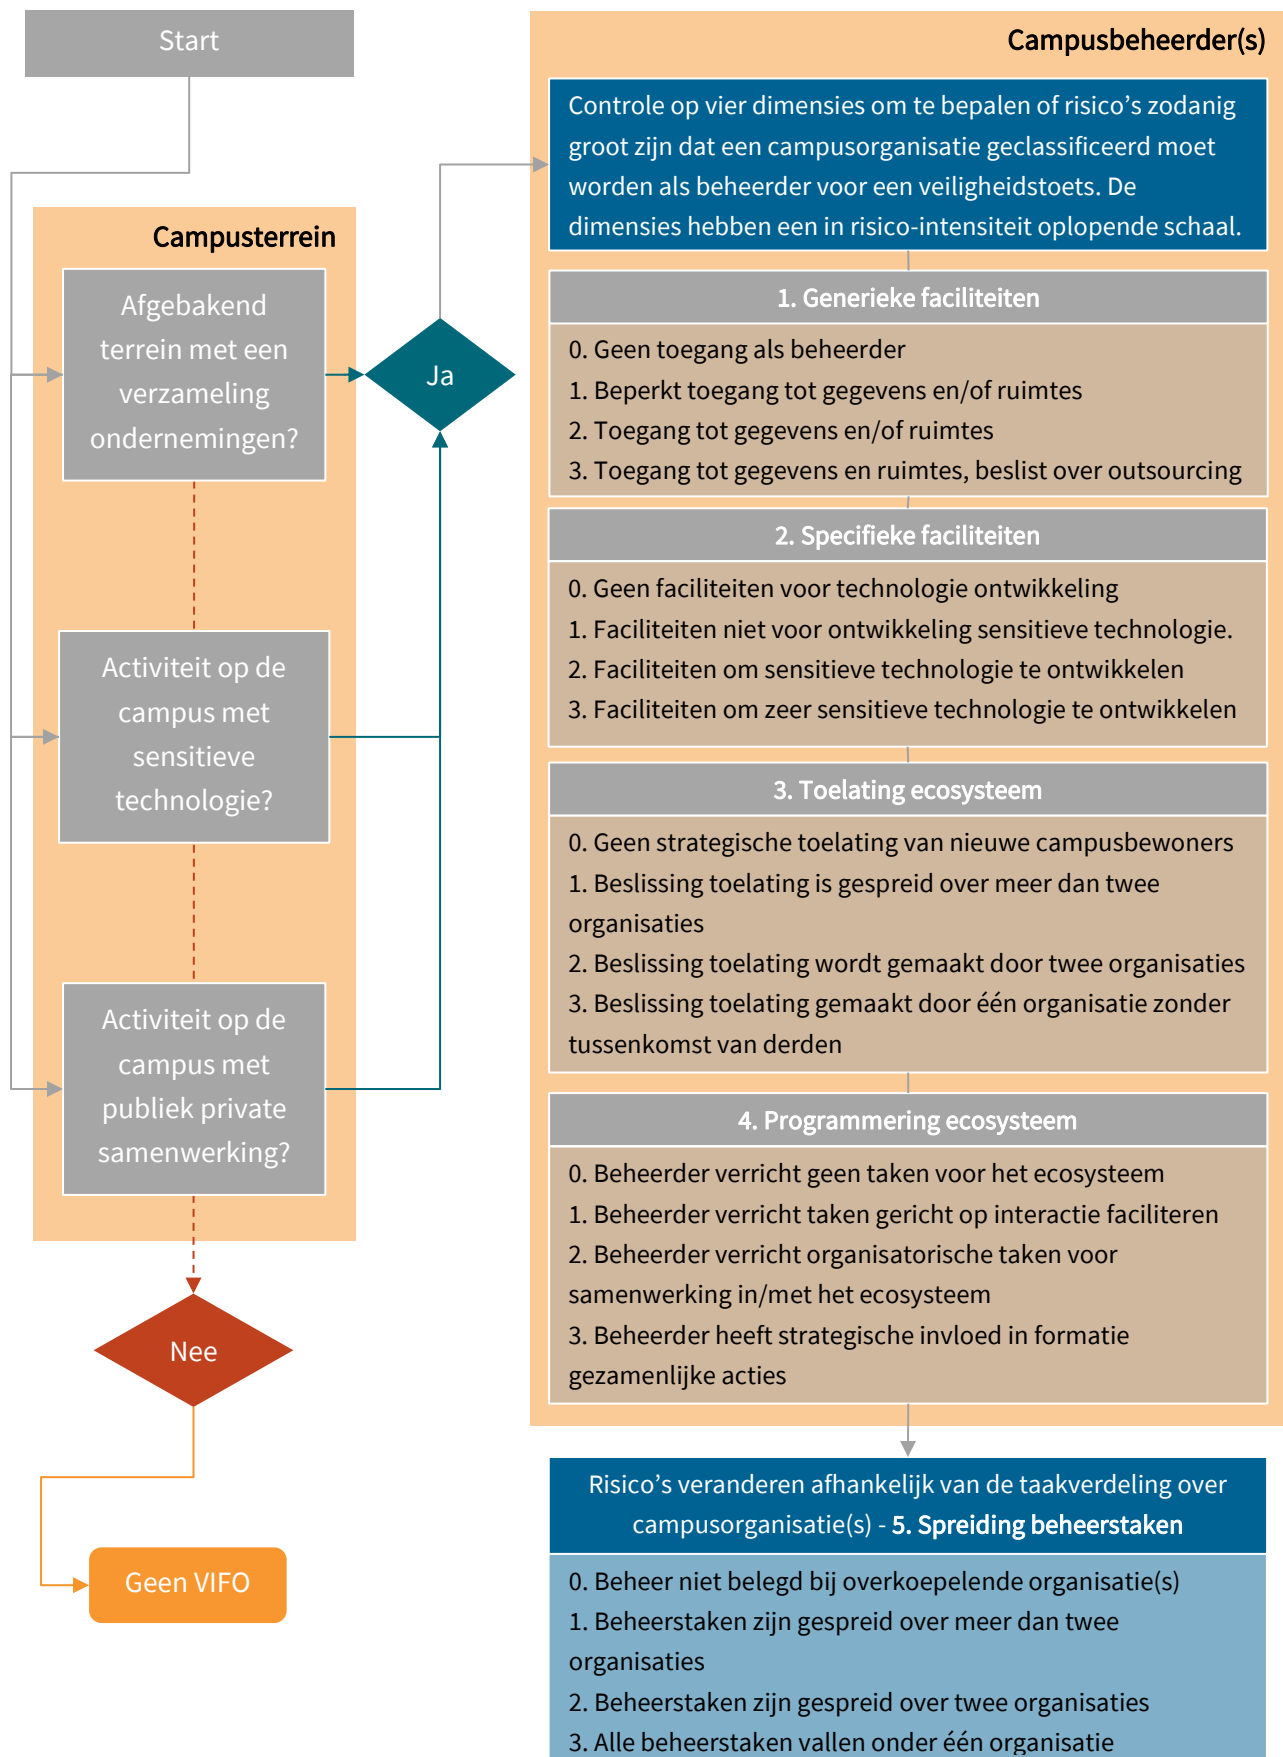 Start
Campusterrein
Afgebakend
terrein met een
verzameling
ondernemingen?
Activiteit op de
campus met
sensitieve
technologie?
Activiteit op de
campus met
publiek private
samenwerking?
Ja
Nee
Geen VIFO
Campusbeheerder(s)
Controle op vier dimensies om te bepalen of risico’s zodanig
groot zijn dat een campusorganisatie geclassificeerd moet
worden als beheerder voor een veiligheidstoets. De
dimensies hebben een in risico-intensiteit oplopende schaal.
1. Generieke faciliteiten
0. Geen toegang als beheerder
1. Beperkt toegang tot gegevens en/of ruimtes
2. Toegang tot gegevens en/of ruimtes
3. Toegang tot gegevens en ruimtes, beslist over outsourcing
2. Specifieke faciliteiten
0. Geen faciliteiten voor technologie ontwikkeling
1. Faciliteiten niet voor ontwikkeling sensitieve technologie.
2. Faciliteiten om sensitieve technologie te ontwikkelen
3. Faciliteiten om zeer sensitieve technologie te ontwikkelen
3. Toelating ecosysteem
0. Geen strategische toelating van nieuwe campusbewoners
1. Beslissing toelating is gespreid over meer dan twee
organisaties
2. Beslissing toelating wordt gemaakt door twee organisaties
3. Beslissing toelating gemaakt door één organisatie zonder
tussenkomst van derden
4. Programmering ecosysteem
0. Beheerder verricht geen taken voor het ecosysteem
1. Beheerder verricht taken gericht op interactie faciliteren
2. Beheerder verricht organisatorische taken voor
samenwerking in/met het ecosysteem
3. Beheerder heeft strategische invloed in formatie
gezamenlijke acties
Risico’s veranderen afhankelijk van de taakverdeling over
campusorganisatie(s) - 5. Spreiding beheerstaken
0. Beheer niet belegd bij overkoepelende organisatie(s)
1. Beheerstaken zijn gespreid over meer dan twee
organisaties
2. Beheerstaken zijn gespreid over twee organisaties
3. Alle beheerstaken vallen onder één organisatie